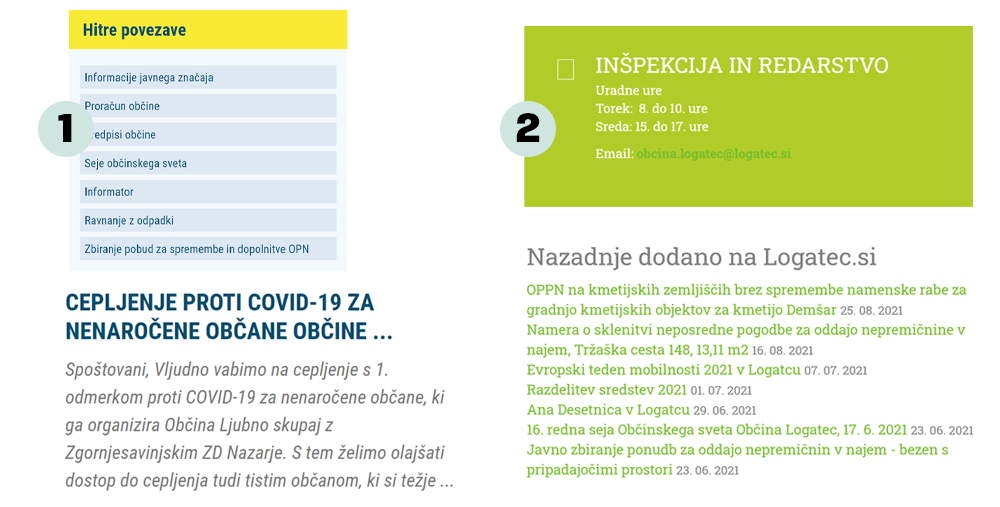 1
Hitre povezave
Informacije javnega značaja
Proračun občine
redpisi občine
Seje občinskega sveta
Informator
Ravnanje z odpadki
Zbiranje pobud za spremembe in dopolnitve OPN
CEPLJENJE PROTI COVID-19 ZA
NENAROČENE OBČANE OBČINE ...
Spoštovani, Vljudno vabimo na cepljenje s 1.
odmerkom proti COVID-19 za nenaročene občane, ki
ga organizira Občina Ljubno skupaj z
Zgornjesavinjskim ZD Nazarje. S tem želimo olajšati
dostop do cepljenja tudi tistim občanom, ki si težje ...
2
INŠPEKCIJA IN REDARSTVO
Uradne ure
Torek: 8. do 10. ure
Sreda: 15. do 17. ure
Email: obcina.logatec@logatec.si
Nazadnje dodano na Logatec.si
OPPN na kmetijskih zemljiščih brez spremembe namenske rabe za
gradnjo kmetijskih objektov za kmetijo Demšar 25. 08. 2021
Namera o sklenitvi neposredne pogodbe za oddajo nepremičnine v
najem, Tržaška cesta 148, 13,11 m2 16. 08. 2021
Evropski teden mobilnosti 2021 v Logatcu 07. 07. 2021
Razdelitev sredstev 2021 01. 07. 2021
Ana Desetnica v Logatcu 29. 06. 2021
16. redna seja Občinskega sveta Občina Logatec, 17. 6. 2021 23. 06. 2021
Javno zbiranje ponudb za oddajo nepremičnin v najem - bezen s
pripadajočimi prostori 23. 06. 2021